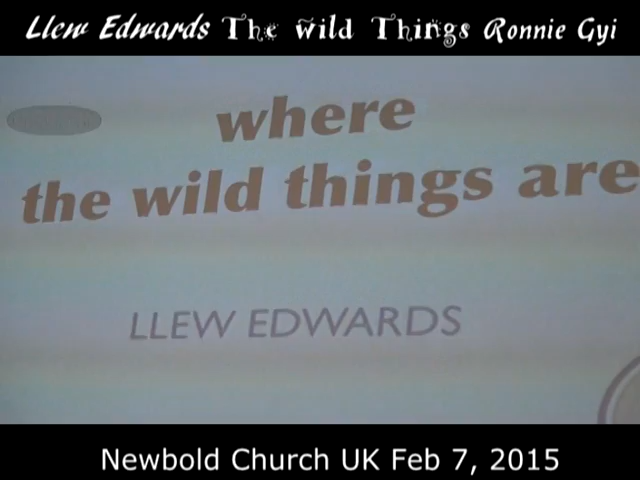 Llew Edwards The Wild Things Ronnie Gyi
where
the wild things are
LLEW EDWARDS
Newbold Church UK Feb 7, 2015